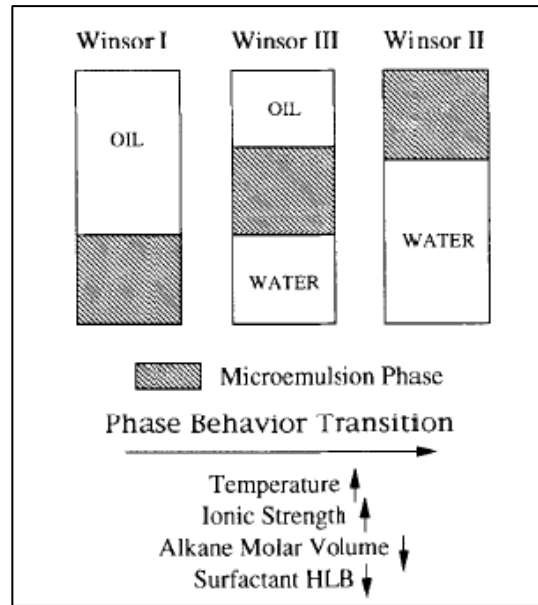 Winsor I Winsor III Winsor II
OIL
OIL
WATER
WATER
Microemulsion Phase
Phase Behavior Transition
Temperature
Ionic Strength
Alkane Molar Volume
Surfactant HLB